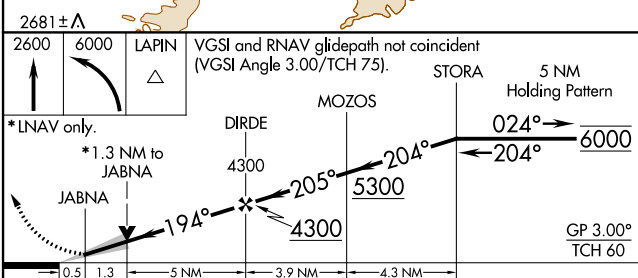 2681±
2600 6000 LAPIN
VGSI and RNAV glidepath not coincident
(VGSI Angle 3.00/TCH 75).
*LNAV only.
STORA
5 NM
Holding Pattern
MOZOS
DIRDE
024°
6000
204°
*1.3 NM to
JABNA
4300
204°
205°
5300
JABNA
194°
4300
GP 3.00°
TCH 60
0.5 1.3 5 NM 3.9 NM 4.3 NM